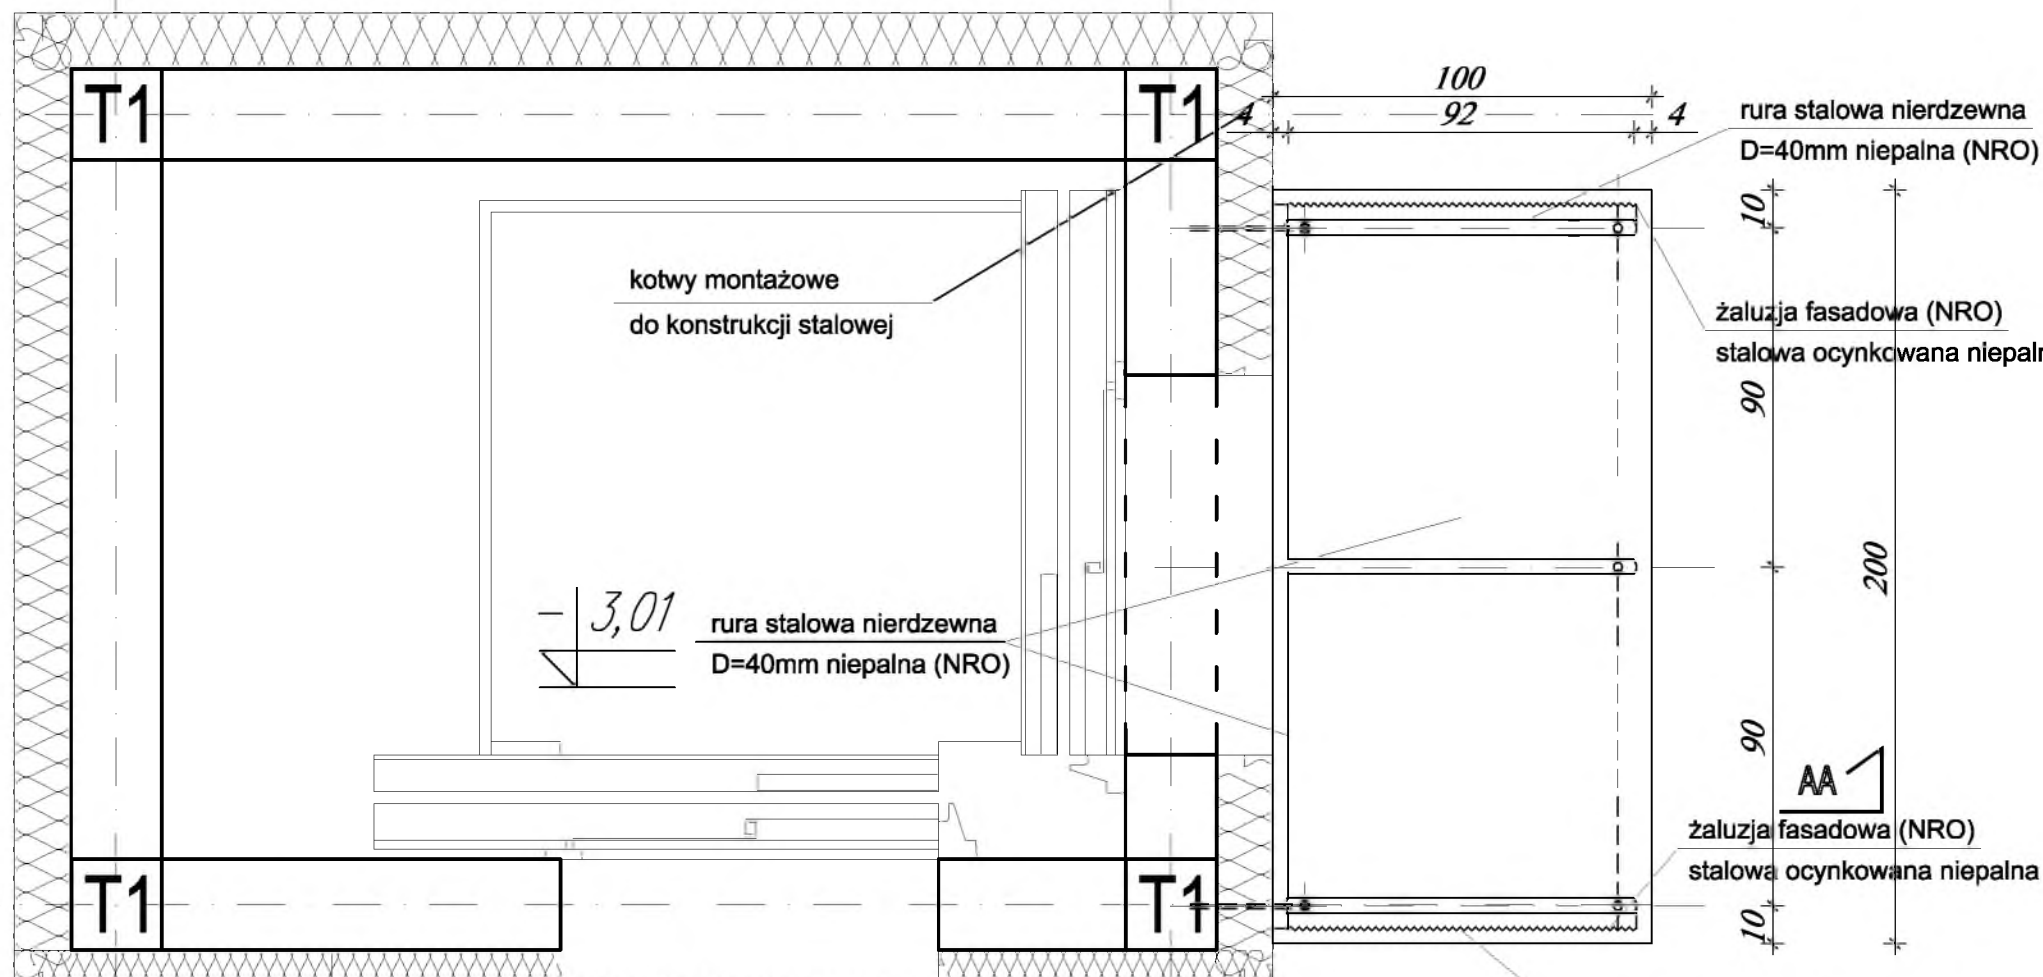 T1
T1
100
4
92
4
rura stalowa nierdzewna
D=40mm niepalna (NRO)
10
kotwy montażowe
do konstrukcji stalowej
żaluzja fasadowa (NRO)
stalowa ocynkowana
90
200
- 3,01
rura stalowa nierdzewna
D=40mm niepalna (NRO)
90
AA
żaluzja fasadowa (NRO)
stalowa ocynkowana niepalna
T1
T1
10